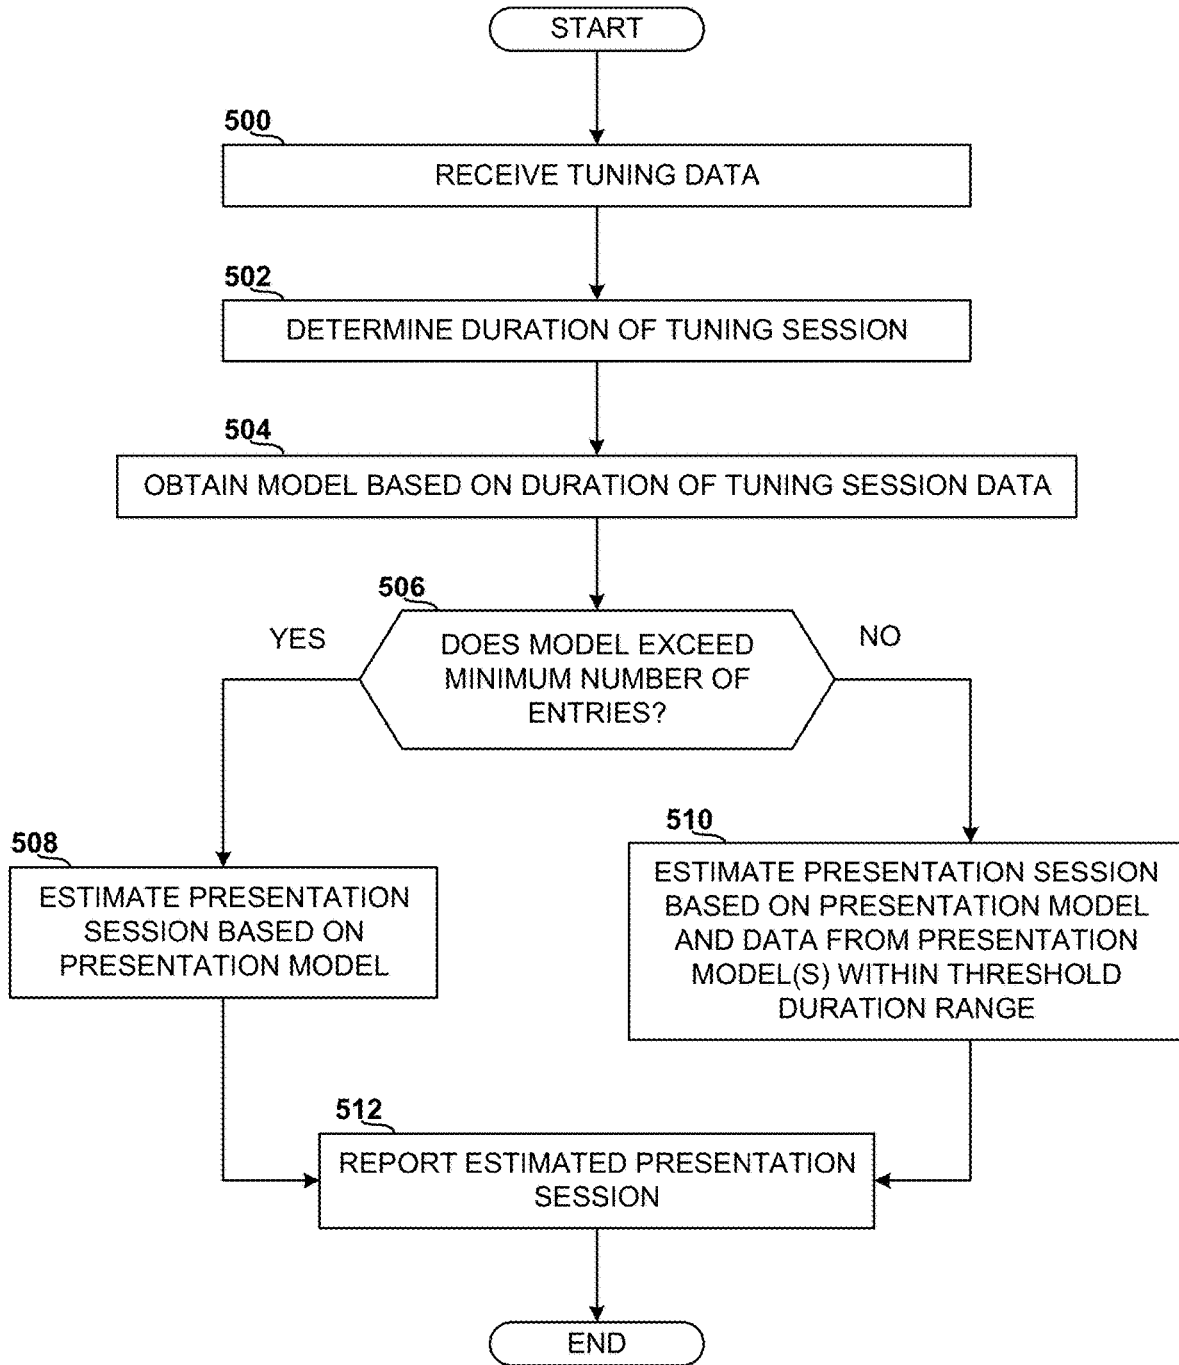 START
500
RECEIVE TUNING DATA
502
DETERMINE DURATION OF TUNING SESSION
504
OBTAIN MODEL BASED ON DURATION OF TUNING SESSION DATA
506
YES
DOES MODEL EXCEED
MINIMUM NUMBER OF
ENTRIES?
NO
508
ESTIMATE PRESENTATION
SESSION BASED ON
PRESENTATION MODEL
510
ESTIMATE PRESENTATION SESSION
BASED ON PRESENTATION MODEL
AND DATA FROM PRESENTATION
MODEL(S) WITHIN THRESHOLD
DURATION RANGE
512
REPORT ESTIMATED PRESENTATION
SESSION
END